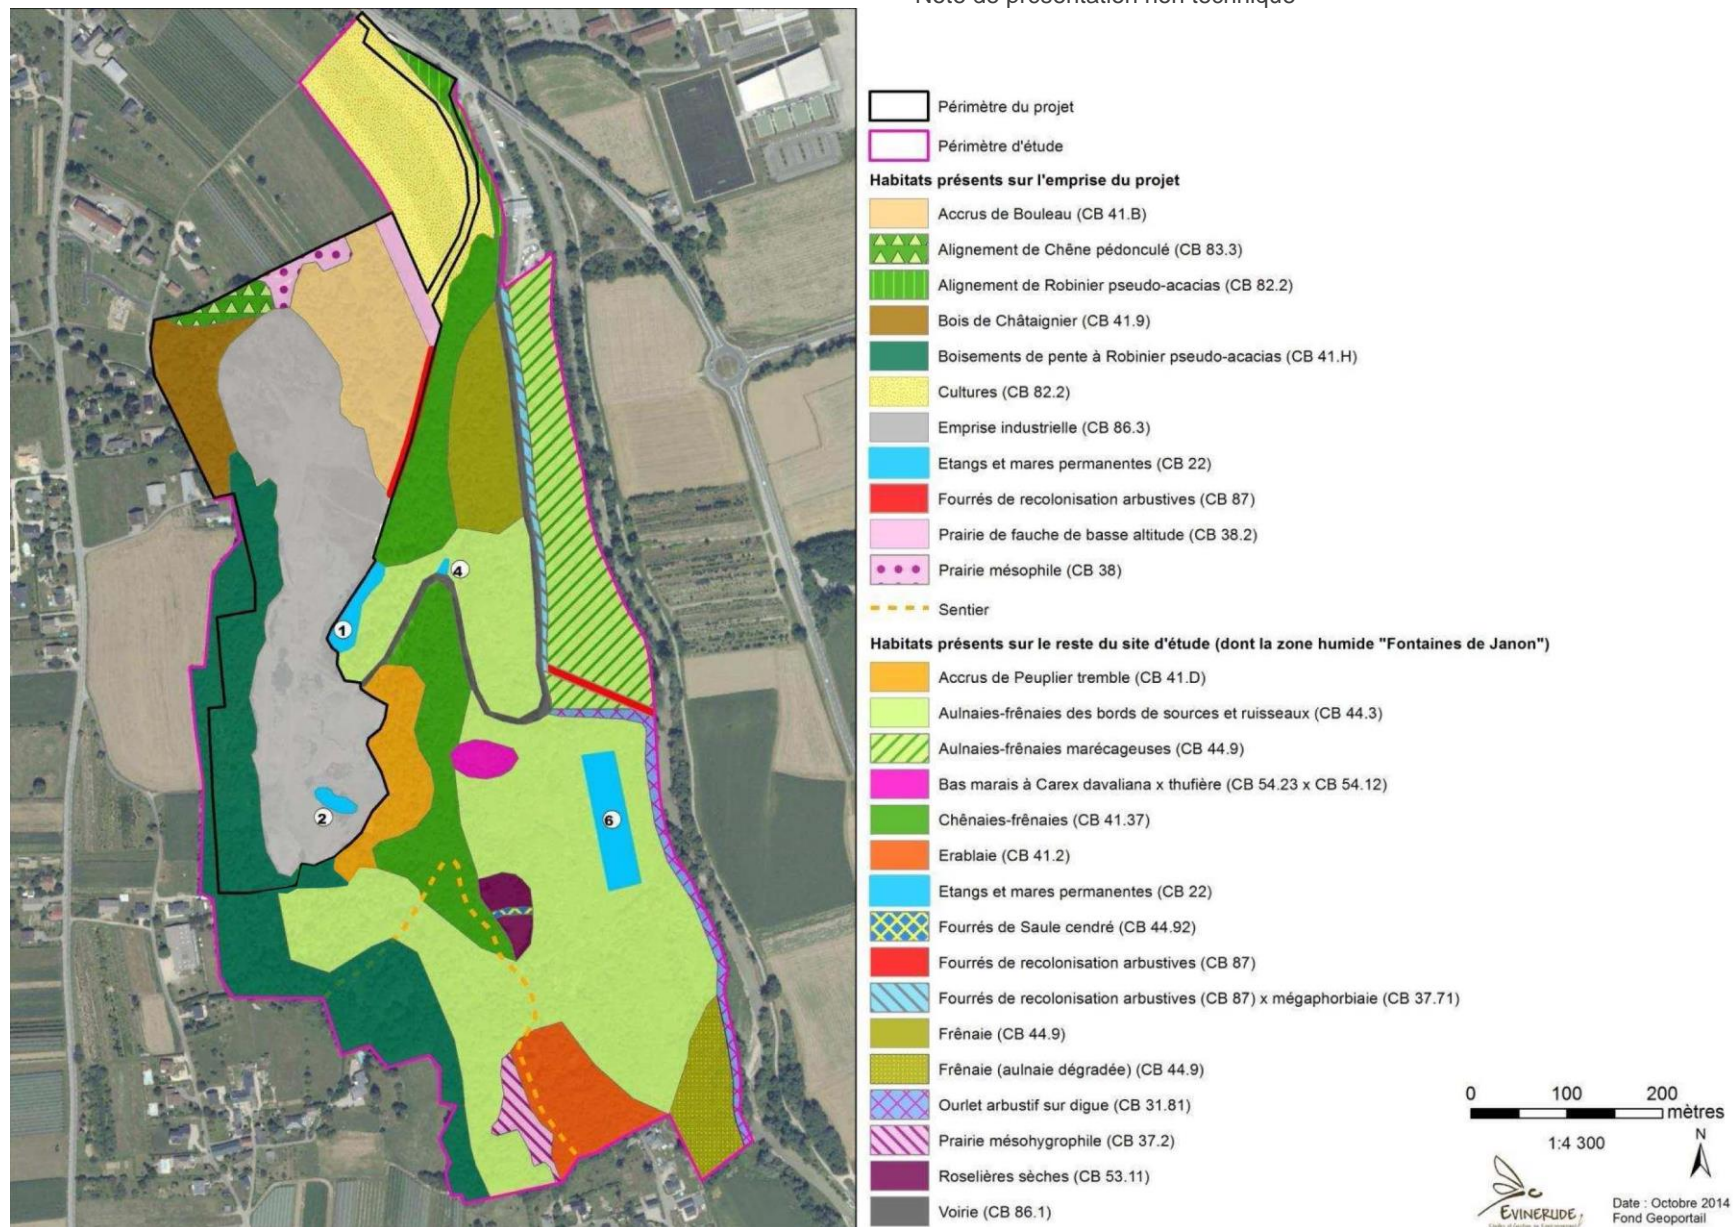 Note de présentation non technique
Périmètre du projet
Périmètre d'étude
Habitats présents sur l'emprise du projet
Accrus de Bouleau (CB 41.B)
Alignement de Chêne pédonculé (CB 83.3)
Alignement de Robinier pseudo-acacias (CB 82.2)
Bois de Châtaignier (CB 41.9)
Boisements de pente à Robinier pseudo-acacias (CB 41.H)
Cultures (CB 82.2)
Emprise industrielle (CB 86.3)
Etangs et mares permanentes (CB 22)
Fourrés de recolonisation arbustives (CB 87)
Prairie de fauche de basse altitude (CB 38.2)
Prairie mésophile (CB 38)
Sentier
Habitats présents sur le reste du site d'étude (dont la zone humide "Fontaines de Janon")
Accrus de Peuplier tremble (CB 41.D)
Aulnaies-frênaies des bords de sources et ruisseaux (CB 44.3)
Aulnaies-frênaies marécageuses (CB 44.9)
Bas marais à Carex davaliana x thufière (CB 54.23 x CB 54.12)
Chênaies-frênaies (CB 41.37)
Erablaie (CB 41.2)
Etangs et mares permanentes (CB 22)
Fourrés de Saule cendré (CB 44.92)
Fourrés de recolonisation arbustives (CB 87)
Fourrés de recolonisation arbustives (CB 87) x mégaphorbiaie (CB 37.71)
Frênaie (CB 44.9)
Frênaie (aulnaie dégradée) (CB 44.9)
Ourlet arbustif sur digue (CB 31.81)
Prairie mésohygrophile (CB 37.2)
Roselières sèches (CB 53.11)
Voirie (CB 86.1)
4
1
2
6
0 100 200
mètres
1:4 300
N
EVINERUDE
Date : Octobre 2014
Fond Geoportail